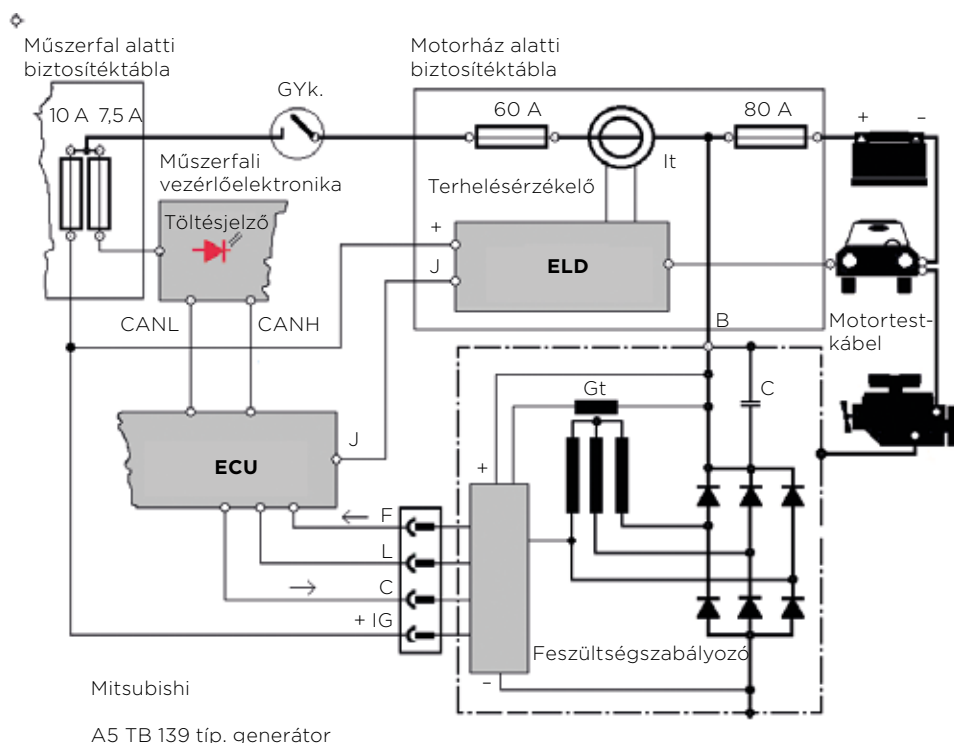 Műszerfal alatti
biztosítéktábla
Motorház alatti
biztosítéktábla
10 A 7,5 A
GYk.
60 A
80 A
+ –
It
Műszerfali
vezérlőelektronika
Töltésjelző
Terhelésérzékelő
+
J
ELD
CANL
CANH
B
Motortest-
kábel
Gt
C
J
ECU
+
F
L
C
+ IG
Feszültségszabályozó
–
Mitsubishi
A5 TB 139 típ. generátor